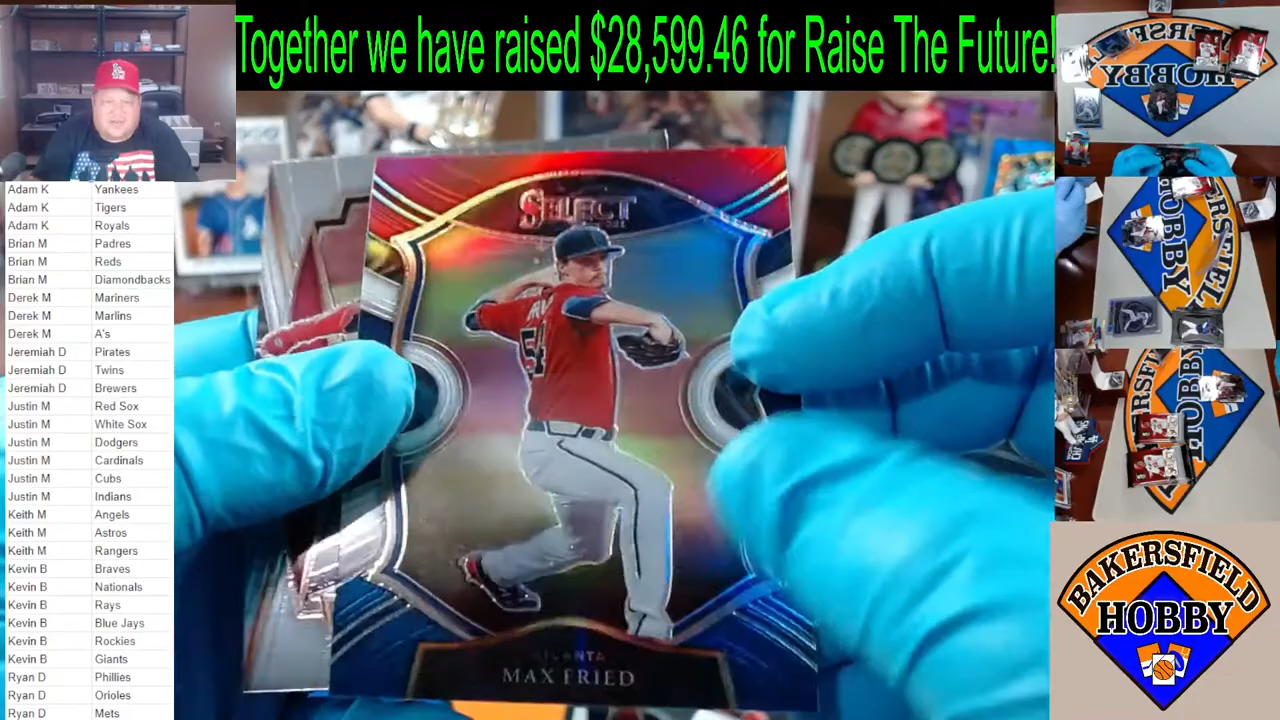 Together we have raised $28,599.46 for Raise The Future!
Adam K Yankees
Adam K Tigers
Adam K Royals
Brian M Padres
Brian M Reds
Brian M Diamondbacks
Derek M Mariners
Derek M Marlins
Derek M A's
Jeremiah D Pirates
Jeremiah D Twins
Jeremiah D Brewers
Justin M Red Sox
Justin M White Sox
Justin M Dodgers
Justin M Cardinals
Justin M Cubs
Justin M Indians
Keith M Angels
Keith M Astros
Keith M Rangers
Kevin B Braves
Kevin B Nationals
Kevin B Rays
Kevin B Blue Jays
Kevin B Rockies
Kevin B Giants
Ryan D Phillies
Ryan D Orioles
Ryan D Mets
SELECT
54
ATLANTA
MAX FRIED
HOBBY
HOBBY
HOBBY
BAKERSFIELD
HOBBY